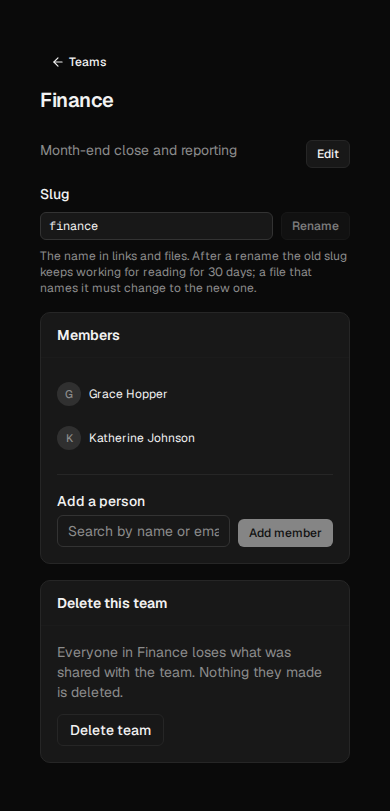 Teams
Finance
Month-end close and reporting
Edit
Slug
finance
Rename
The name in links and files. After a rename the old slug
keeps working for reading for 30 days; a file that
names it must change to the new one.
Members
G
Grace Hopper
K
Katherine Johnson
Add a person
Search by name or ema
Add member
Delete this team
Everyone in Finance loses what was
shared with the team. Nothing they made
is deleted.
Delete team